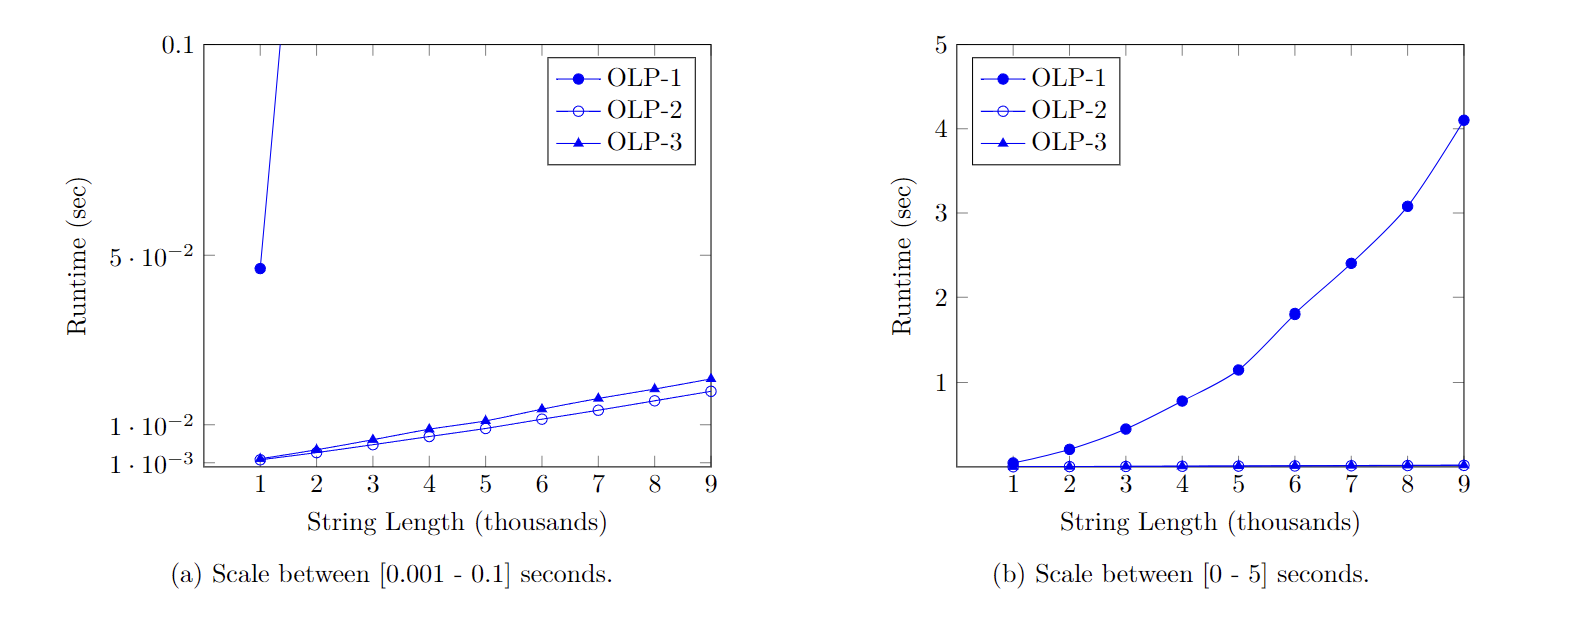 0.1
5 · 10⁻²
1 · 10⁻²
1 · 10⁻³
Runtime (sec)
OLP-1
OLP-2
OLP-3
1 2 3 4 5 6 7 8 9
String Length (thousands)
(a) Scale between [0.001 - 0.1] seconds.
5
4
3
2
1
Runtime (sec)
OLP-1
OLP-2
OLP-3
1 2 3 4 5 6 7 8 9
String Length (thousands)
(b) Scale between [0 - 5] seconds.